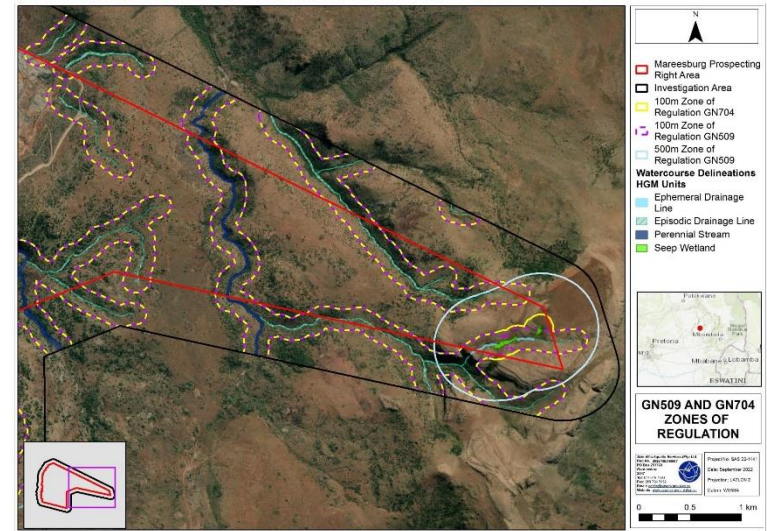 N
Mareesburg Prospecting
Right Area
Investigation Area
100m Zone of
Regulation GN704
100m Zone of
Regulation GN509
500m Zone of
Regulation GN509
Watercourse Delineations
HGM Units
Ephemeral Drainage
Line
Episodic Drainage Line
Perennial Stream
Seep Wetland
Polokwane
Pretoria
Mbombela
Mbabane
Lobamba
ESWATINI
GN509 AND GN704
ZONES OF
REGULATION
Date: September 2022
0 0.5 1 km